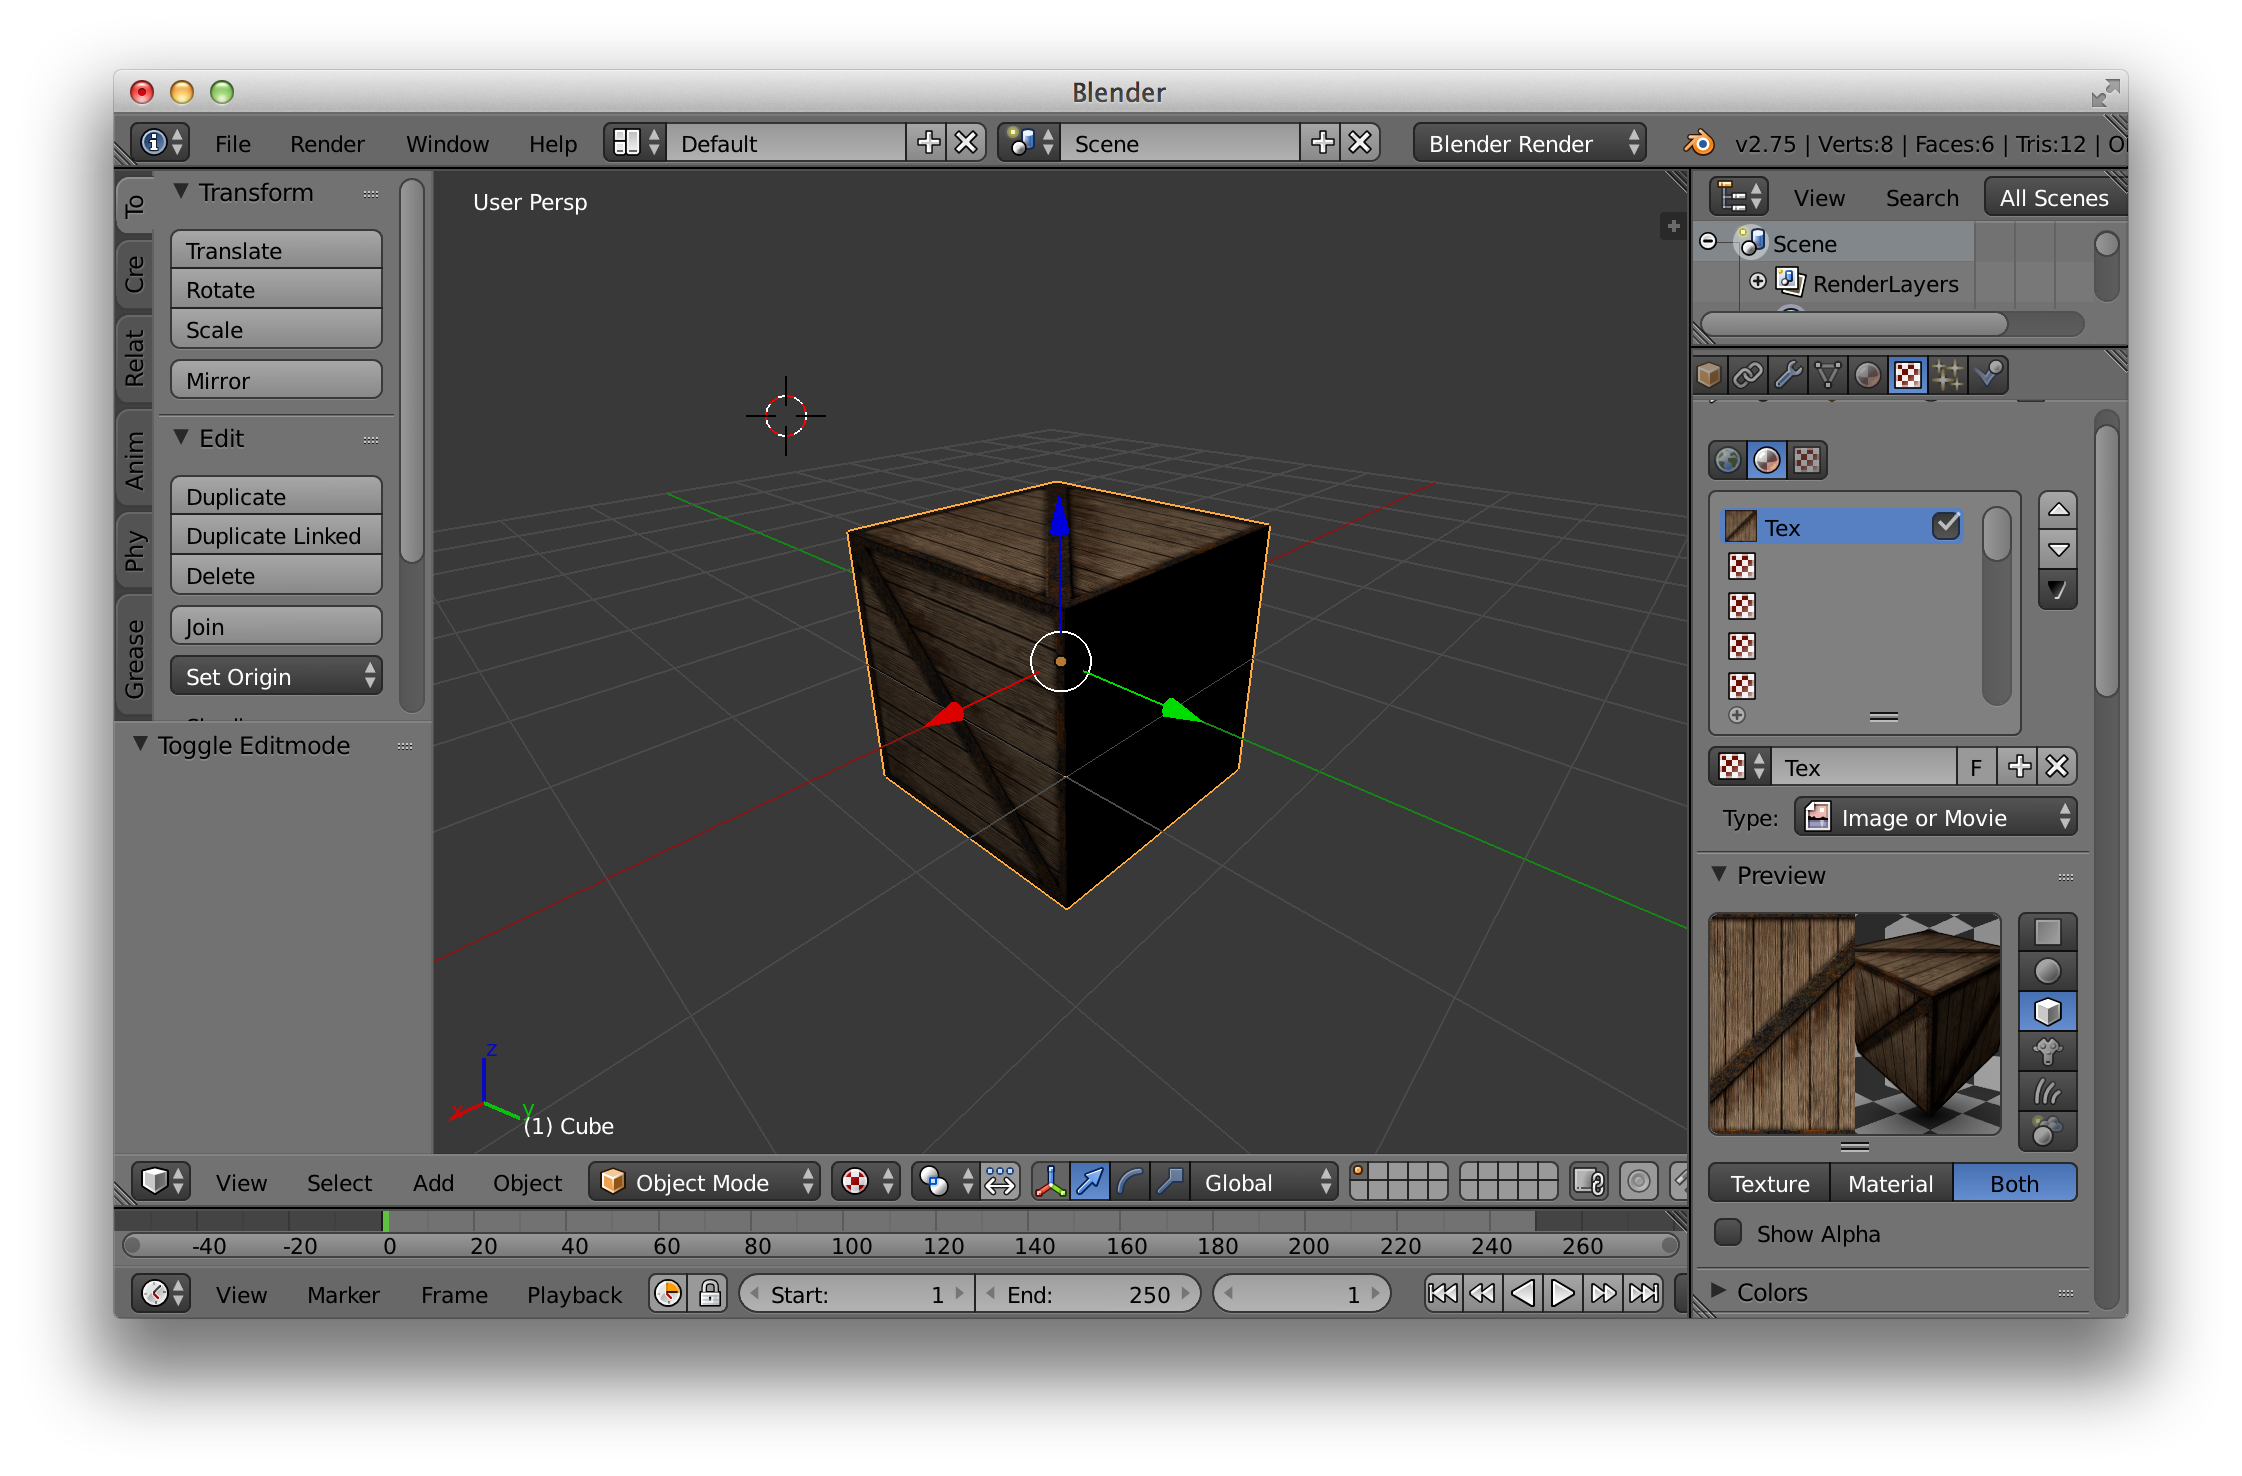 Blender
File Render Window Help Default Scene Blender Render v2.75 | Verts:8 | Faces:6 | Tris:12 |
To
Cre
Relat
Anim
Phy
Grease
Transform
Translate
Rotate
Scale
Mirror
Edit
Duplicate
Duplicate Linked
Delete
Join
Set Origin
Toggle Editmode
User Persp
z
x
y
(1) Cube
View Search All Scenes
Scene
RenderLayers
Tex
Tex F
Type: Image or Movie
Preview
Texture Material Both
Show Alpha
Colors
View Select Add Object Object Mode Global
-40 -20 0 20 40 60 80 100 120 140 160 180 200 220 240 260
View Marker Frame Playback Start: 1 End: 250 1